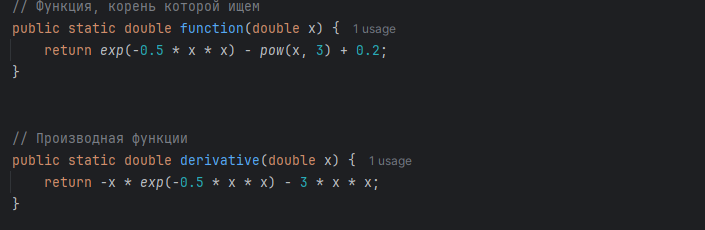 // Функция, корень которой ищем
public static double function(double x) { 1 usage
return exp(-0.5 * x * x) - pow(x, 3) + 0.2;
}
// Производная функции
public static double derivative(double x) { 1 usage
return -x * exp(-0.5 * x * x) - 3 * x * x;
}